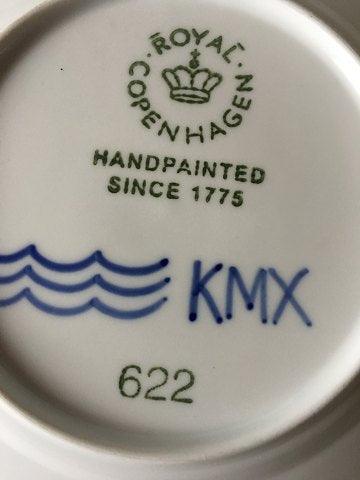 ROYAL
COPENHAGEN
HANDPAINTED
SINCE 1775
KMX
622